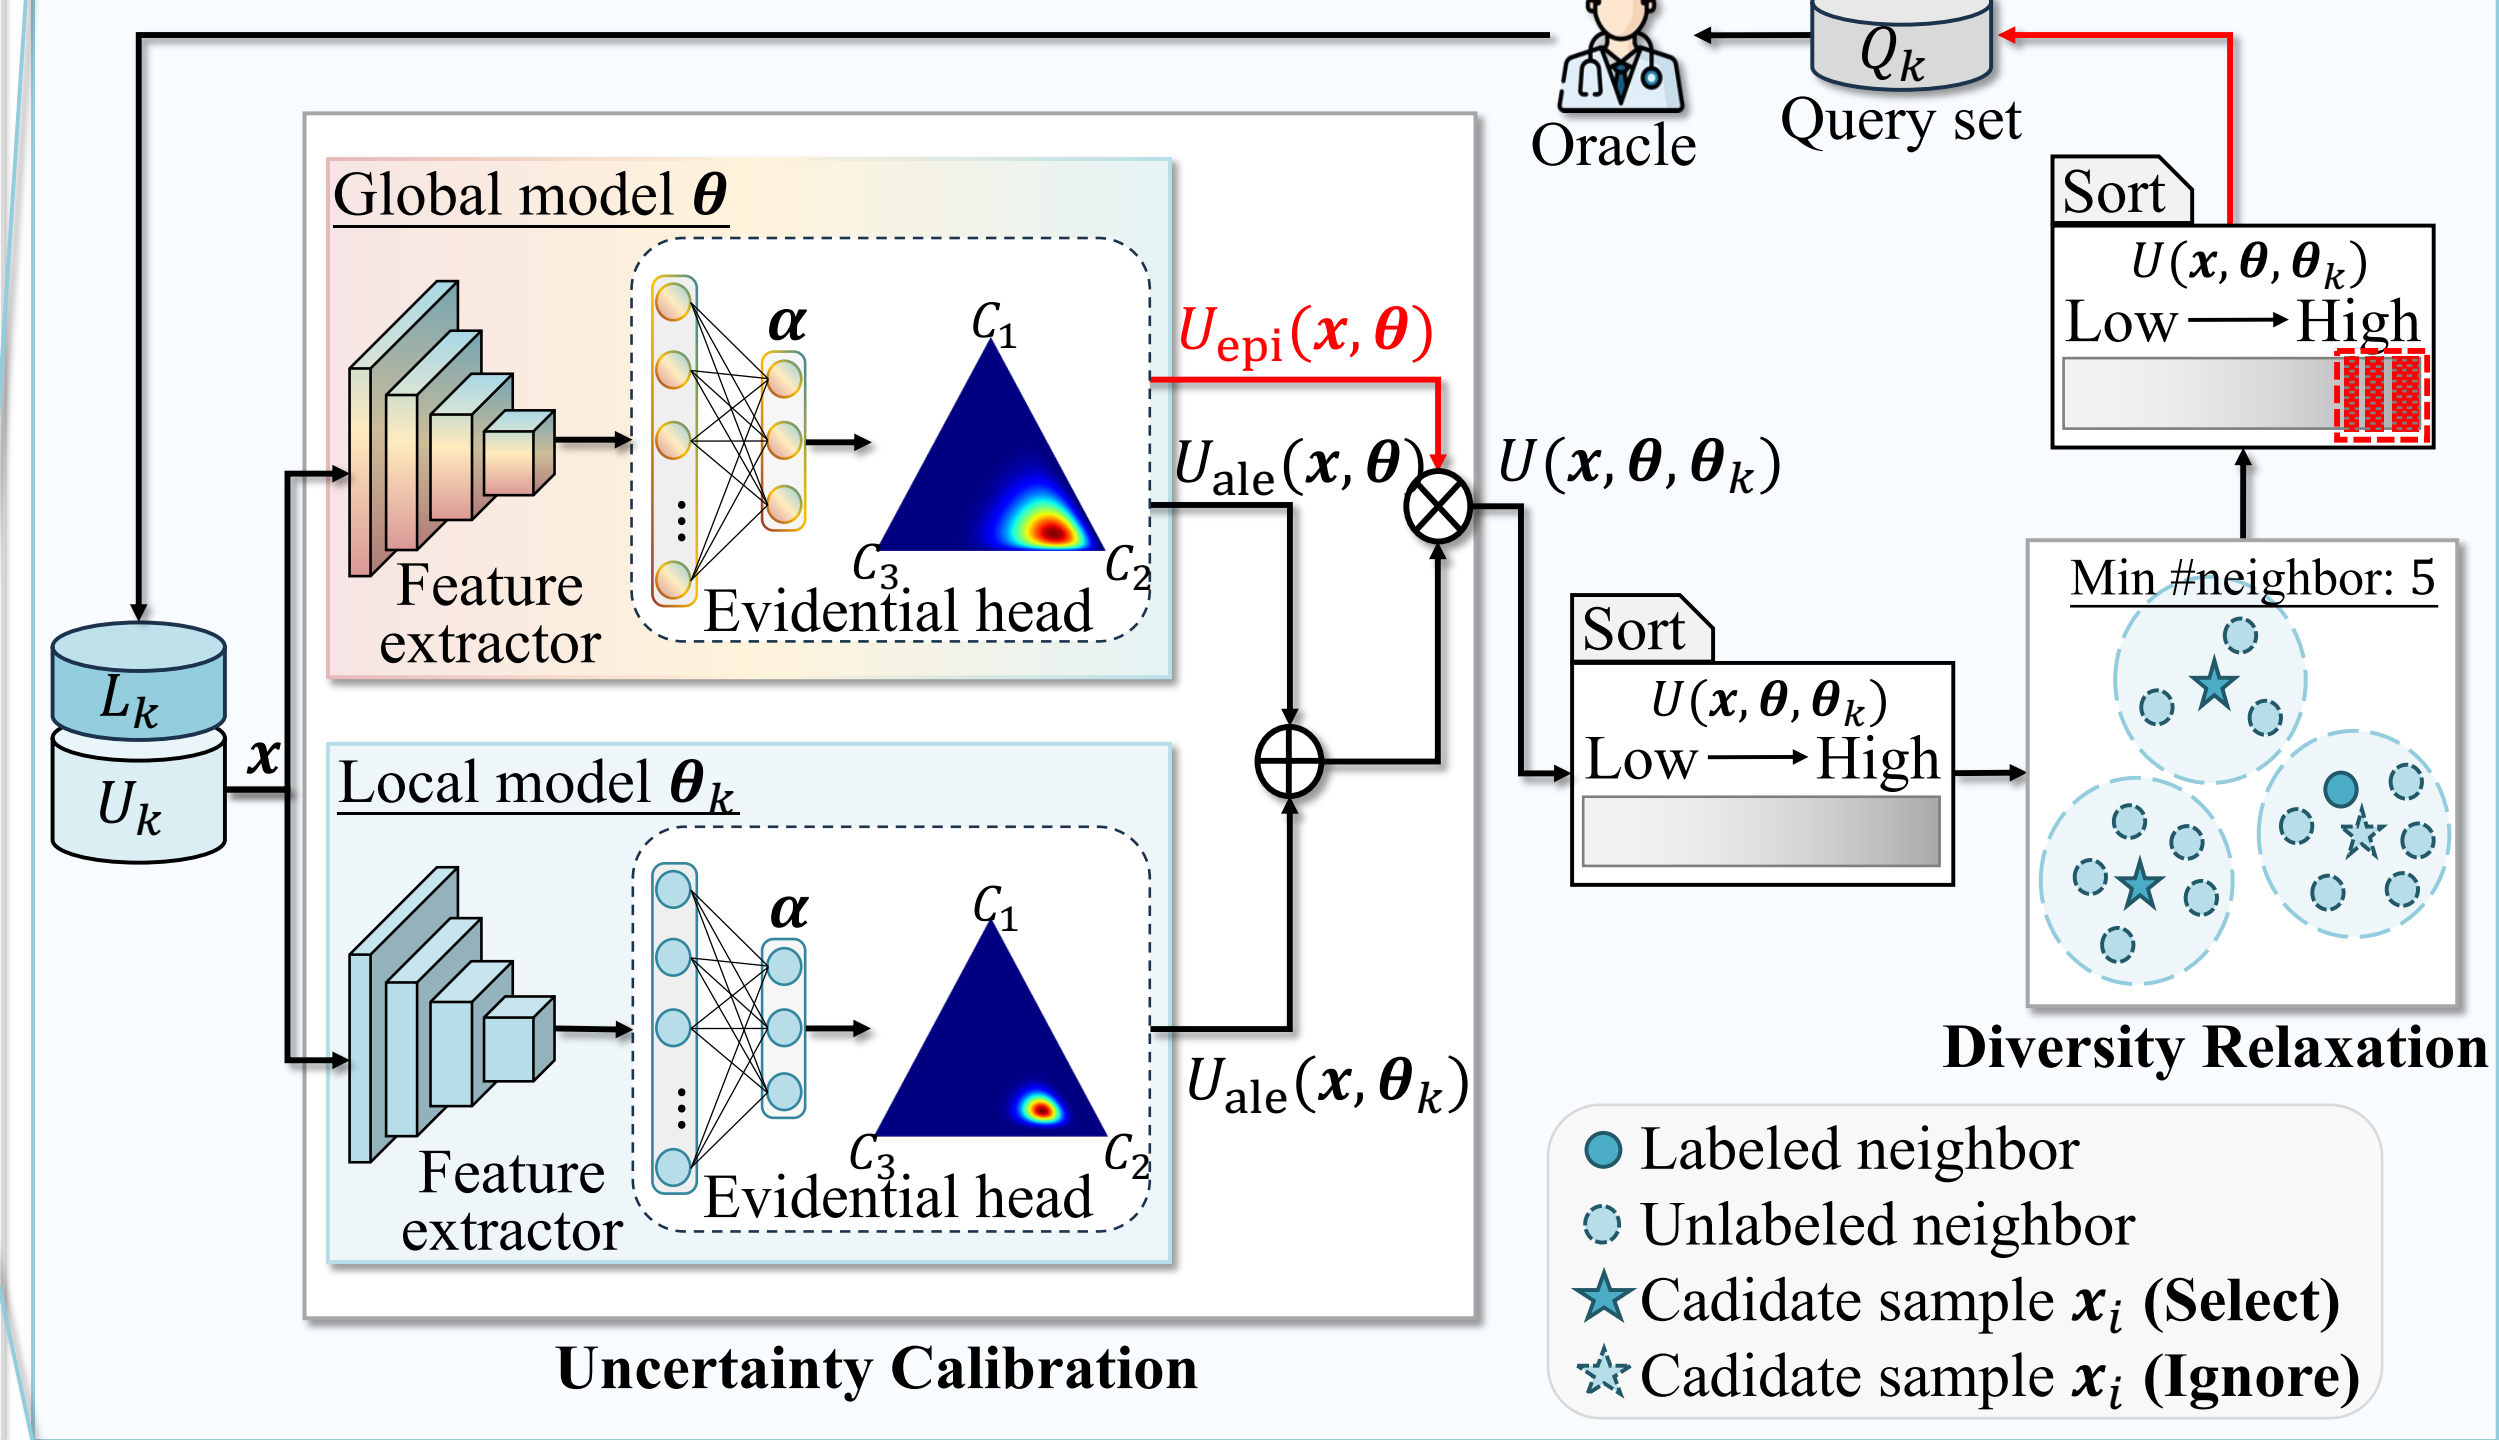 Q_k
Query set
Oracle
Global model θ
α
C_1
C_3
C_2
Feature
extractor
Evidential head
U_epi(x, θ)
U_ale(x, θ)
U(x, θ, θ_k)
Sort
U(x, θ, θ_k)
Low
High
L_k
U_k
x
Local model θ_k
α
C_1
C_3
C_2
Feature
extractor
Evidential head
U_ale(x, θ_k)
Uncertainty Calibration
Sort
U(x, θ, θ_k)
Low
High
Min #neighbor: 5
Diversity Relaxation
Labeled neighbor
Unlabeled neighbor
Cadidate sample x_i (Select)
Cadidate sample x_i (Ignore)